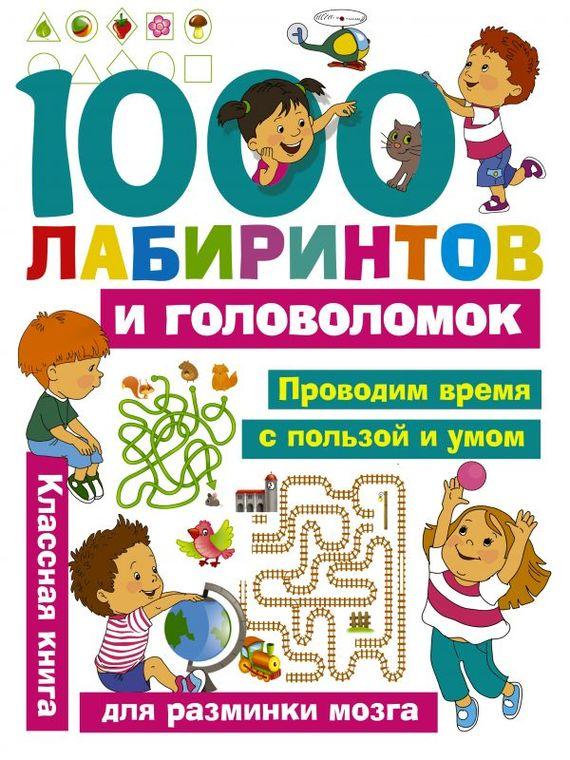 1000
ЛАБИРИНТОВ
И ГОЛОВОЛОМОК
Проводим время
с пользой и умом
Классная книга
для разминки мозга